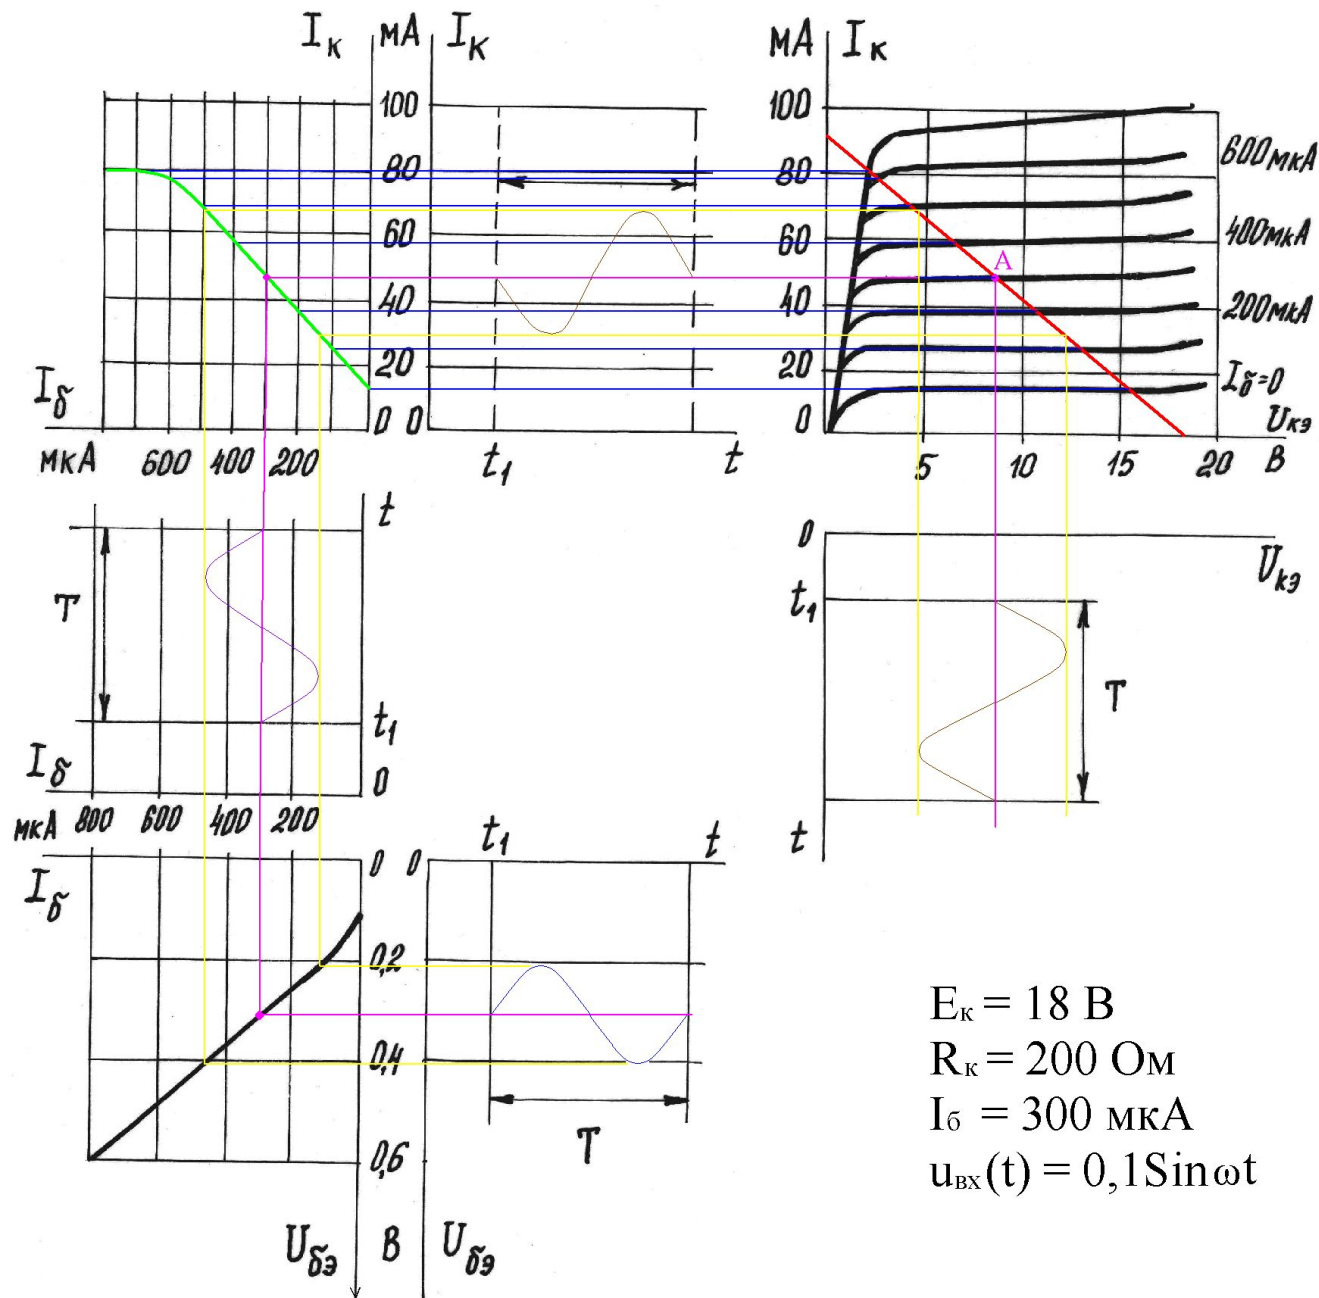 Iк мА Iк
100
80
60
40
20
0 0
Iб
мкА 600 400 200
t₁ t
мА Iк
100
80
60
40
20
0
A
600мкА
400мкА
200мкА
Iб=0
Uкэ
5 10 15 20 В
t
T
t₁
Iб
0
мкА 800 600 400 200
0
Uкэ
t₁
T
t
Iб
0 0
t₁ t
0,2
0,4
0,6
T
Uбэ В Uбэ
Eк = 18 В
Rк = 200 Ом
Iб = 300 мкА
uвх(t) = 0,1Sinωt